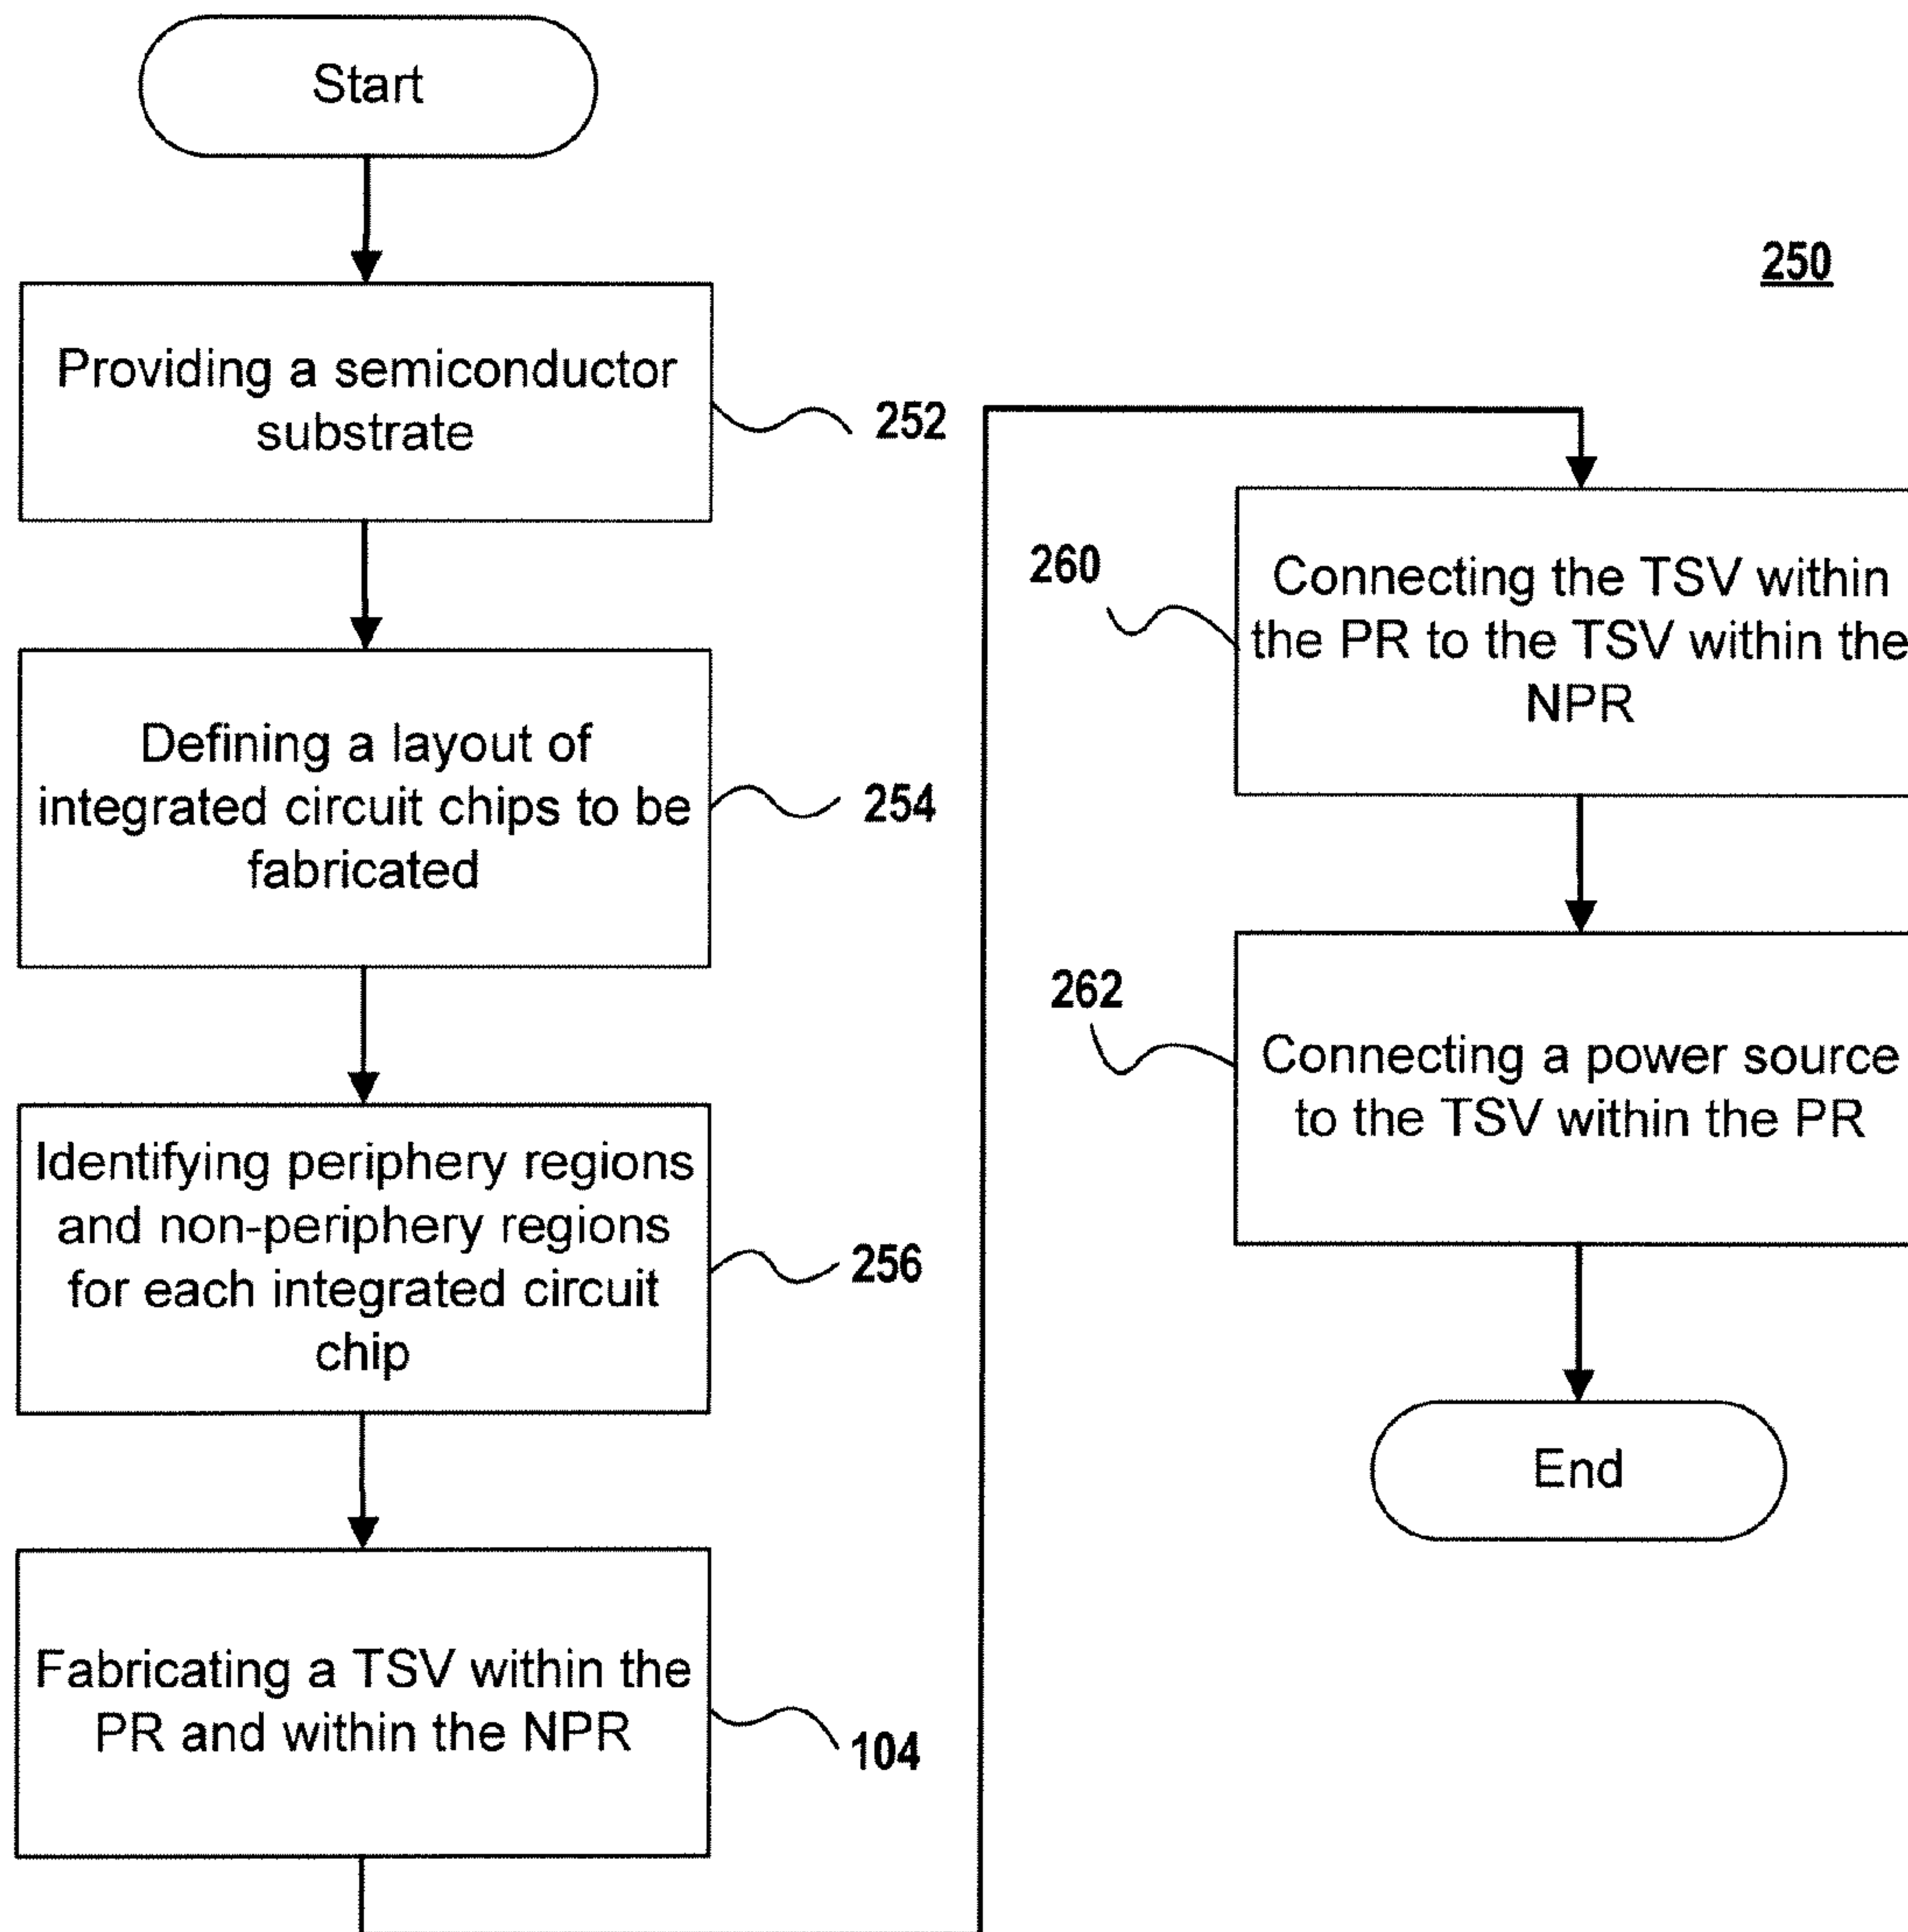 Start
Providing a semiconductor
substrate
252
Defining a layout of
integrated circuit chips to be
fabricated
254
Identifying periphery regions
and non-periphery regions
for each integrated circuit
chip
256
Fabricating a TSV within the
PR and within the NPR
104
250
260
Connecting the TSV within
the PR to the TSV within the
NPR
262
Connecting a power source
to the TSV within the PR
End